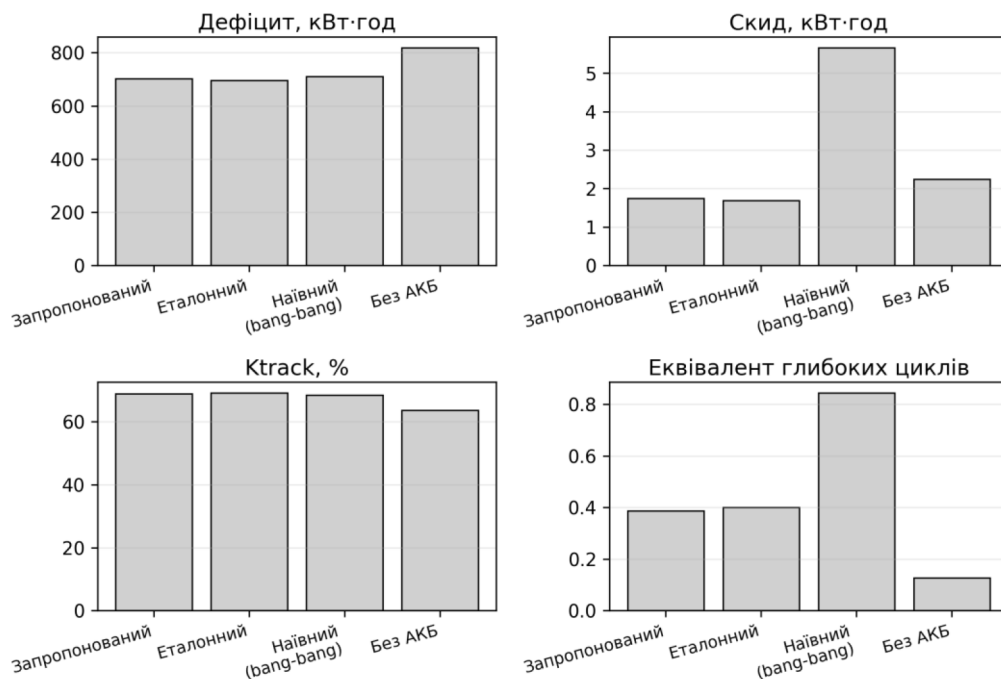 Дефіцит, кВт·год
800
600
400
200
0
Запропонований
Еталонний
Наївний
(bang-bang)
Без АКБ
Скид, кВт·год
5
4
3
2
1
0
Запропонований
Еталонний
Наївний
(bang-bang)
Без АКБ
Ktrack, %
60
40
20
0
Запропонований
Еталонний
Наївний
(bang-bang)
Без АКБ
Еквівалент глибоких циклів
0.8
0.6
0.4
0.2
0.0
Запропонований
Еталонний
Наївний
(bang-bang)
Без АКБ